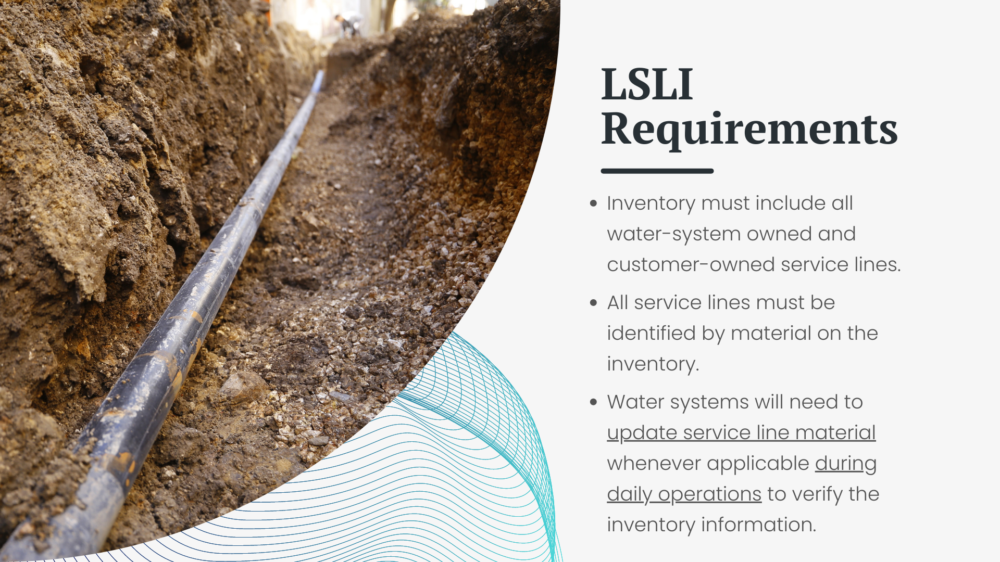 LSLI
Requirements
• Inventory must include all
water-system owned and
customer-owned service lines.
• All service lines must be
identified by material on the
inventory.
• Water systems will need to
update service line material
whenever applicable during
daily operations to verify the
inventory information.